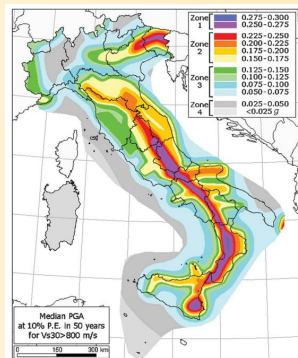 Zone 1
0.275-0.300
0.250-0.275
Zone 2
0.225-0.250
0.200-0.225
0.175-0.200
0.150-0.175
Zone 3
0.125-0.150
0.100-0.125
0.075-0.100
0.050-0.075
Zone 4
0.025-0.050
<0.025 g
Median PGA
at 10% P.E. in 50 years
for Vs30>800 m/s
0 150 300
km